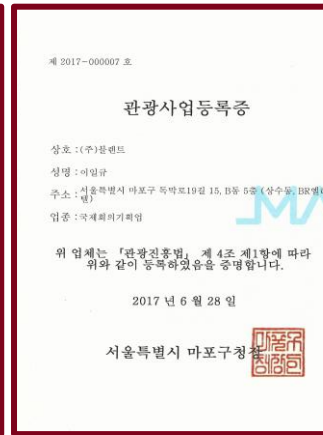 제 2017-000007 호
관광사업등록증
상호 : (주)플랜트
성명 : 이일규
주소 : 서울특별시 마포구 독막로19길 15, B동 5층 (상수동, BR엘
텔)
업종 : 국제회의기획업
위 업체는 「관광진흥법」 제 4조 제1항에 따라
위와 같이 등록하였음을 증명합니다.
2017 년 6 월 28 일
서울특별시 마포구청장